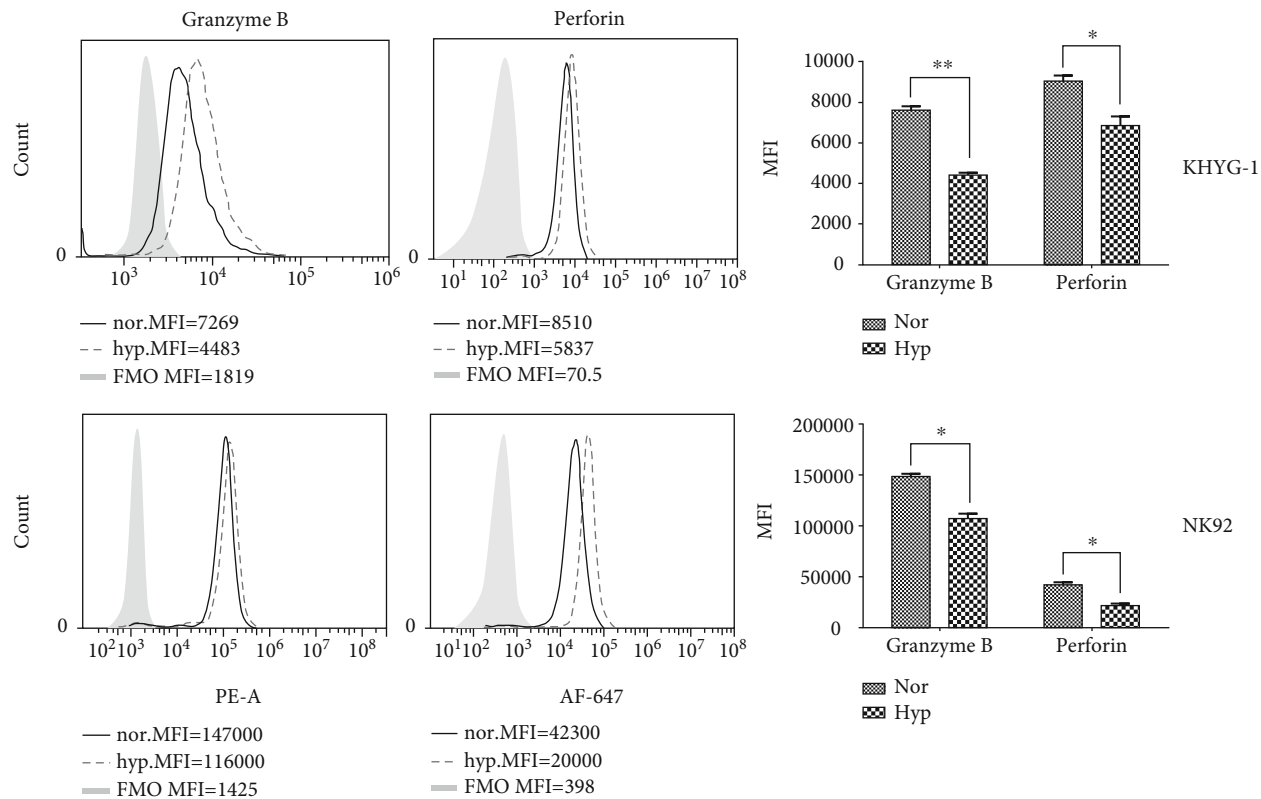 Granzyme B
Count
0
10^3 10^4 10^5 10^6
nor.MFI=7269
hyp.MFI=4483
FMO MFI=1819
Perforin
0
10^1 10^2 10^3 10^4 10^5 10^6 10^7 10^8
nor.MFI=8510
hyp.MFI=5837
FMO MFI=70.5
MFI
10000
8000
6000
4000
2000
0
**
*
Granzyme B Perforin
Nor
Hyp
KHYG-1
Count
0
10^2 10^3 10^4 10^5 10^6 10^7 10^8
PE-A
nor.MFI=147000
hyp.MFI=116000
FMO MFI=1425
0
10^1 10^2 10^3 10^4 10^5 10^6 10^7 10^8
AF-647
nor.MFI=42300
hyp.MFI=20000
FMO MFI=398
MFI
200000
150000
100000
50000
0
*
*
Granzyme B Perforin
Nor
Hyp
NK92